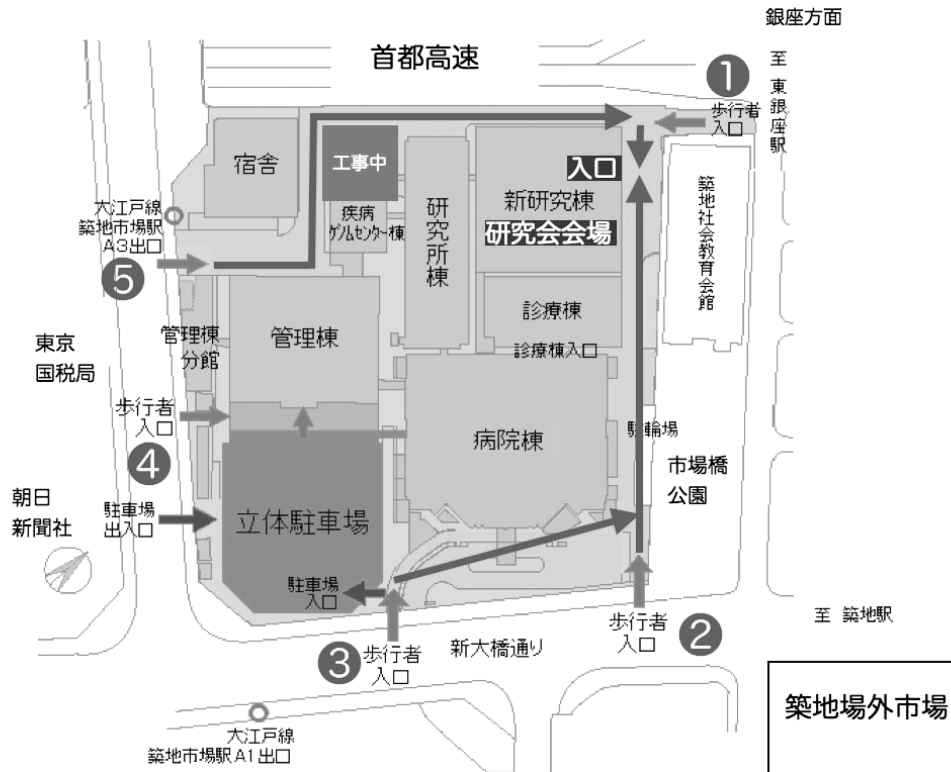 銀座方面
首都高速
至 東銀座駅
❶
歩行者
入口
宿舎
工事中
入口
新研究棟
研究会会場
疾病
ゲノムセンター棟
研究所棟
築地社会教育会館
大江戸線
築地市場駅
A3出口
❺
診療棟
診療棟入口
管理棟
管理棟
分館
東京
国税局
歩行者
入口
❹
病院棟
駐輪場
市場橋
公園
朝日
新聞社
駐車場
出入口
立体駐車場
駐車場
入口
至 築地駅
歩行者
入口
❷
新大橋通り
❸
歩行者
入口
築地場外市場
大江戸線
築地市場駅A1出口